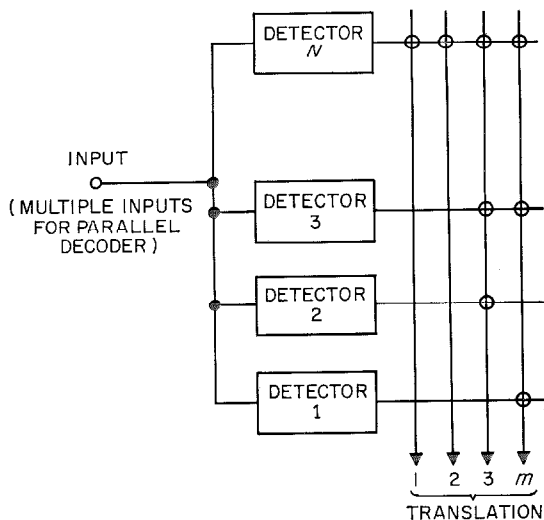 DETECTOR
N
INPUT
(MULTIPLE INPUTS
FOR PARALLEL
DECODER)
DETECTOR
3
DETECTOR
2
DETECTOR
1
1 2 3 m
TRANSLATION